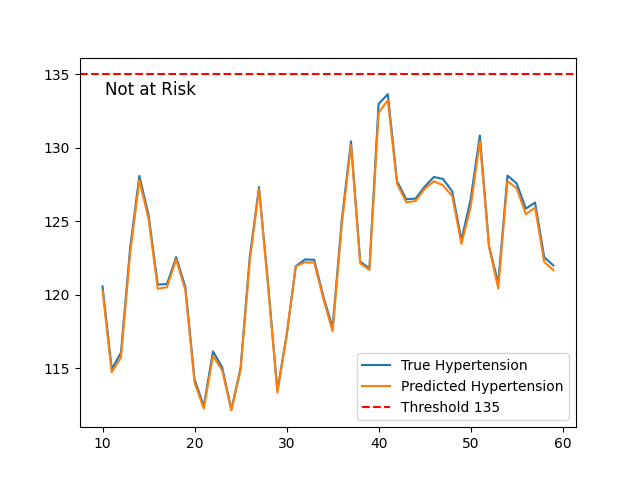 135
Not at Risk
130
125
120
115
True Hypertension
Predicted Hypertension
Threshold 135
10 20 30 40 50 60